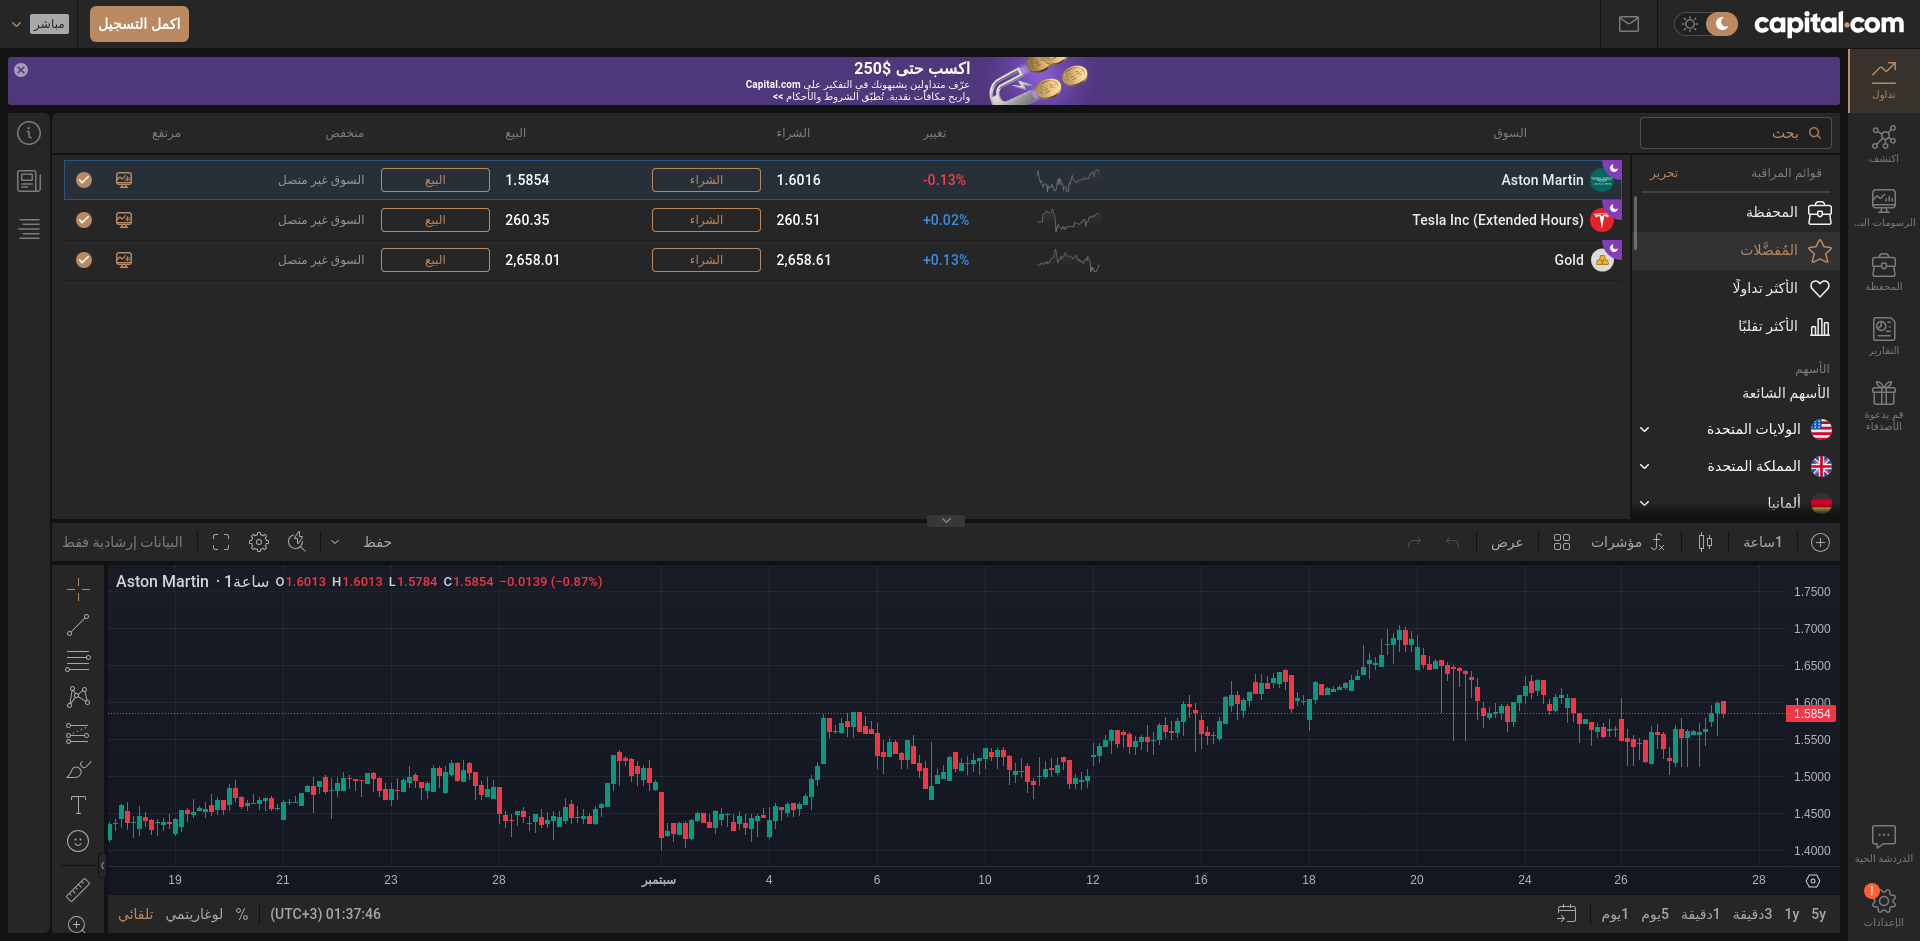 capital.com
اكمل التسجيل
مباشر
اكسب حتى $250
عرّف متداولين يشبهونك في التفكير على Capital.com
واربح مكافآت نقدية. تُطبّق الشروط والأحكام >>
تداول
اكتشف
الرسومات الب...
المحفظة
التقارير
قم بدعوة
الأصدقاء
الدردشة الحية
!
الإعدادات
بحث
قوائم المراقبة تحرير
المحفظة
المُفضَّلات
الأكثر تداولًا
الأكثر تقلبًا
الأسهم
الأسهم الشائعة
الولايات المتحدة
المملكة المتحدة
ألمانيا
السوق تغيير الشراء البيع منخفض مرتفع
Aston Martin -0.13% 1.6016 الشراء 1.5854 البيع السوق غير متصل
Tesla Inc (Extended Hours) +0.02% 260.51 الشراء 260.35 البيع السوق غير متصل
Gold +0.13% 2,658.61 الشراء 2,658.01 البيع السوق غير متصل
1ساعة مؤشرات عرض حفظ البيانات إرشادية فقط
Aston Martin · 1ساعة O1.6013 H1.6013 L1.5784 C1.5854 −0.0139 (−0.87%)
1.7500
1.7000
1.6500
1.6000
1.5854
1.5500
1.5000
1.4500
1.4000
19 21 23 28 سبتمبر 4 6 10 12 16 18 20 24 26 28
5y 1y 3دقيقة 1دقيقة 5يوم 1يوم
01:37:46 (UTC+3) % لوغاريتمي تلقائي